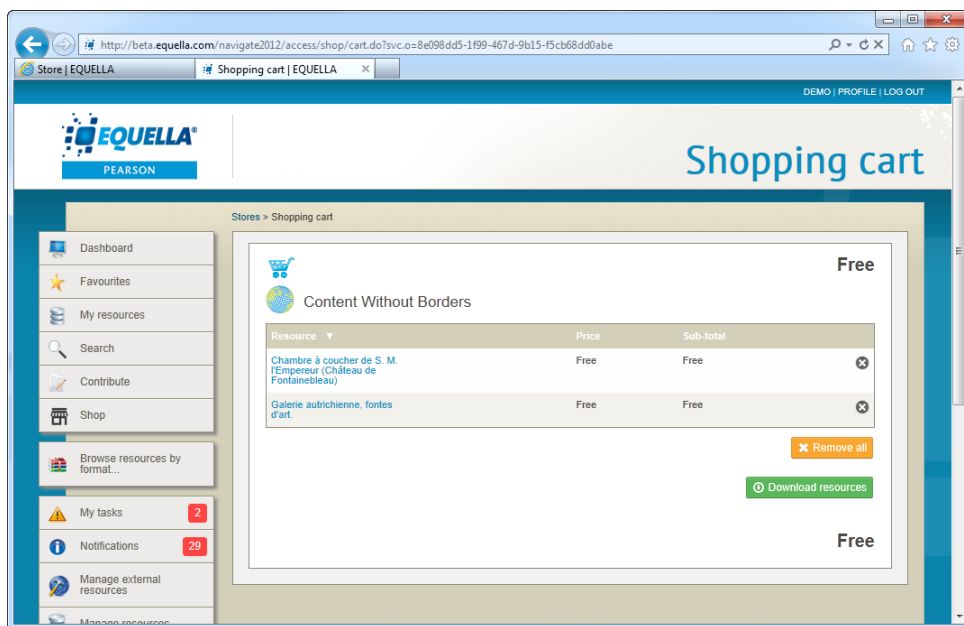 http://beta.equella.com/navigate2012/access/shop/cart.do?svc.o=8e098dd5-1f99-467d-9b15-f5cb68dd0abe
Store | EQUELLA
Shopping cart | EQUELLA
DEMO | PROFILE | LOG OUT
EQUELLA®
PEARSON
Shopping cart
Stores > Shopping cart
Dashboard
Favourites
My resources
Search
Contribute
Shop
Browse resources by
format...
My tasks 2
Notifications 29
Manage external
resources
Manage resources
Free
Content Without Borders
Resource ▼ Price Sub-total
Chambre à coucher de S. M. Free Free
l'Empereur (Château de
Fontainebleau)
Galerie autrichienne, fontes Free Free
d'art.
Remove all
Download resources
Free